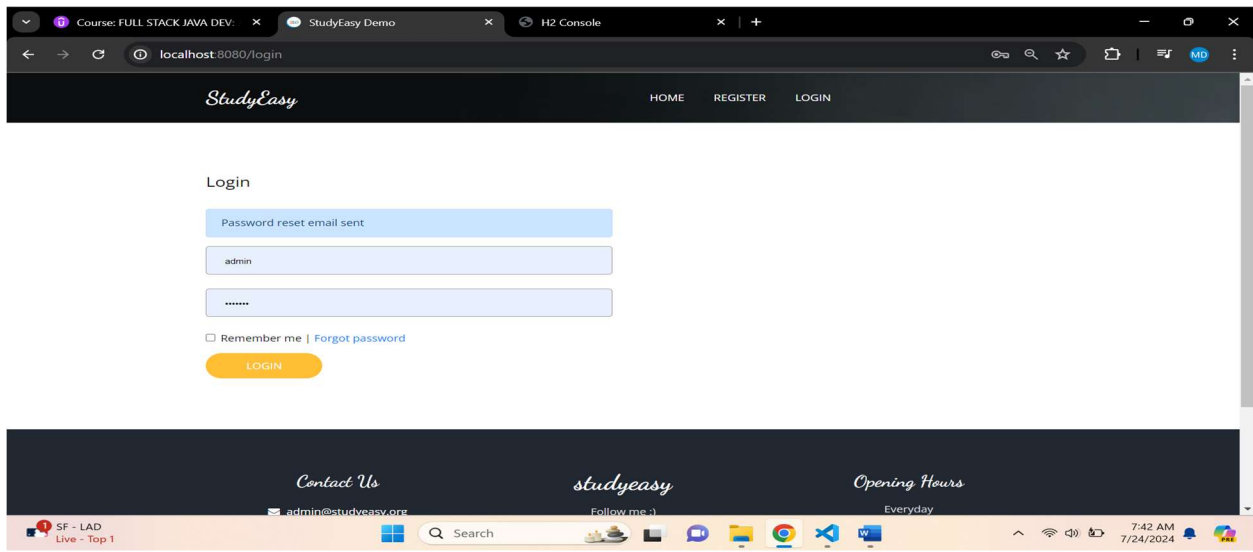 Course: FULL STACK JAVA DEV:
StudyEasy Demo
H2 Console
localhost:8080/login
MD
StudyEasy
HOME REGISTER LOGIN
Login
Password reset email sent
admin
•••••••
Remember me | Forgot password
LOGIN
Contact Us
studyeasy
Opening Hours
admin@studyeasy.org
Follow me :)
Everyday
1
SF - LAD
Live - Top 1
Search
7:42 AM
7/24/2024
PRE